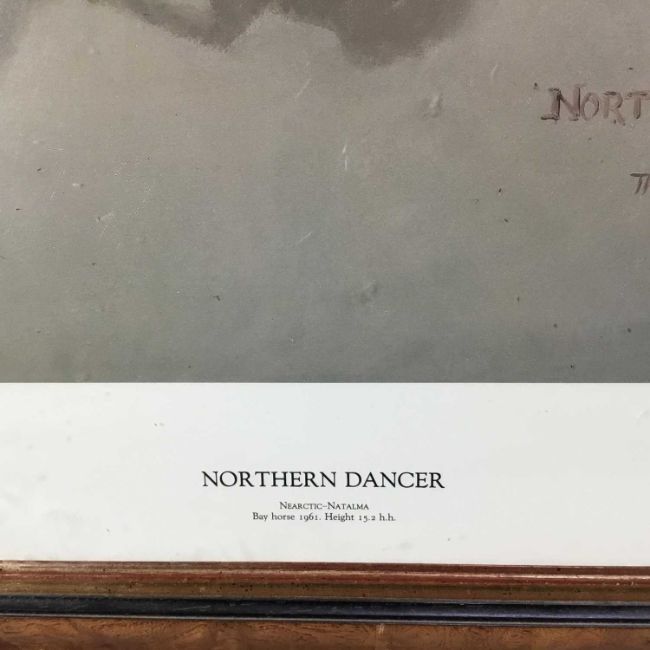 NORT
NORTHERN DANCER
NEARCTIC–NATALMA
Bay horse 1961. Height 15.2 h.h.